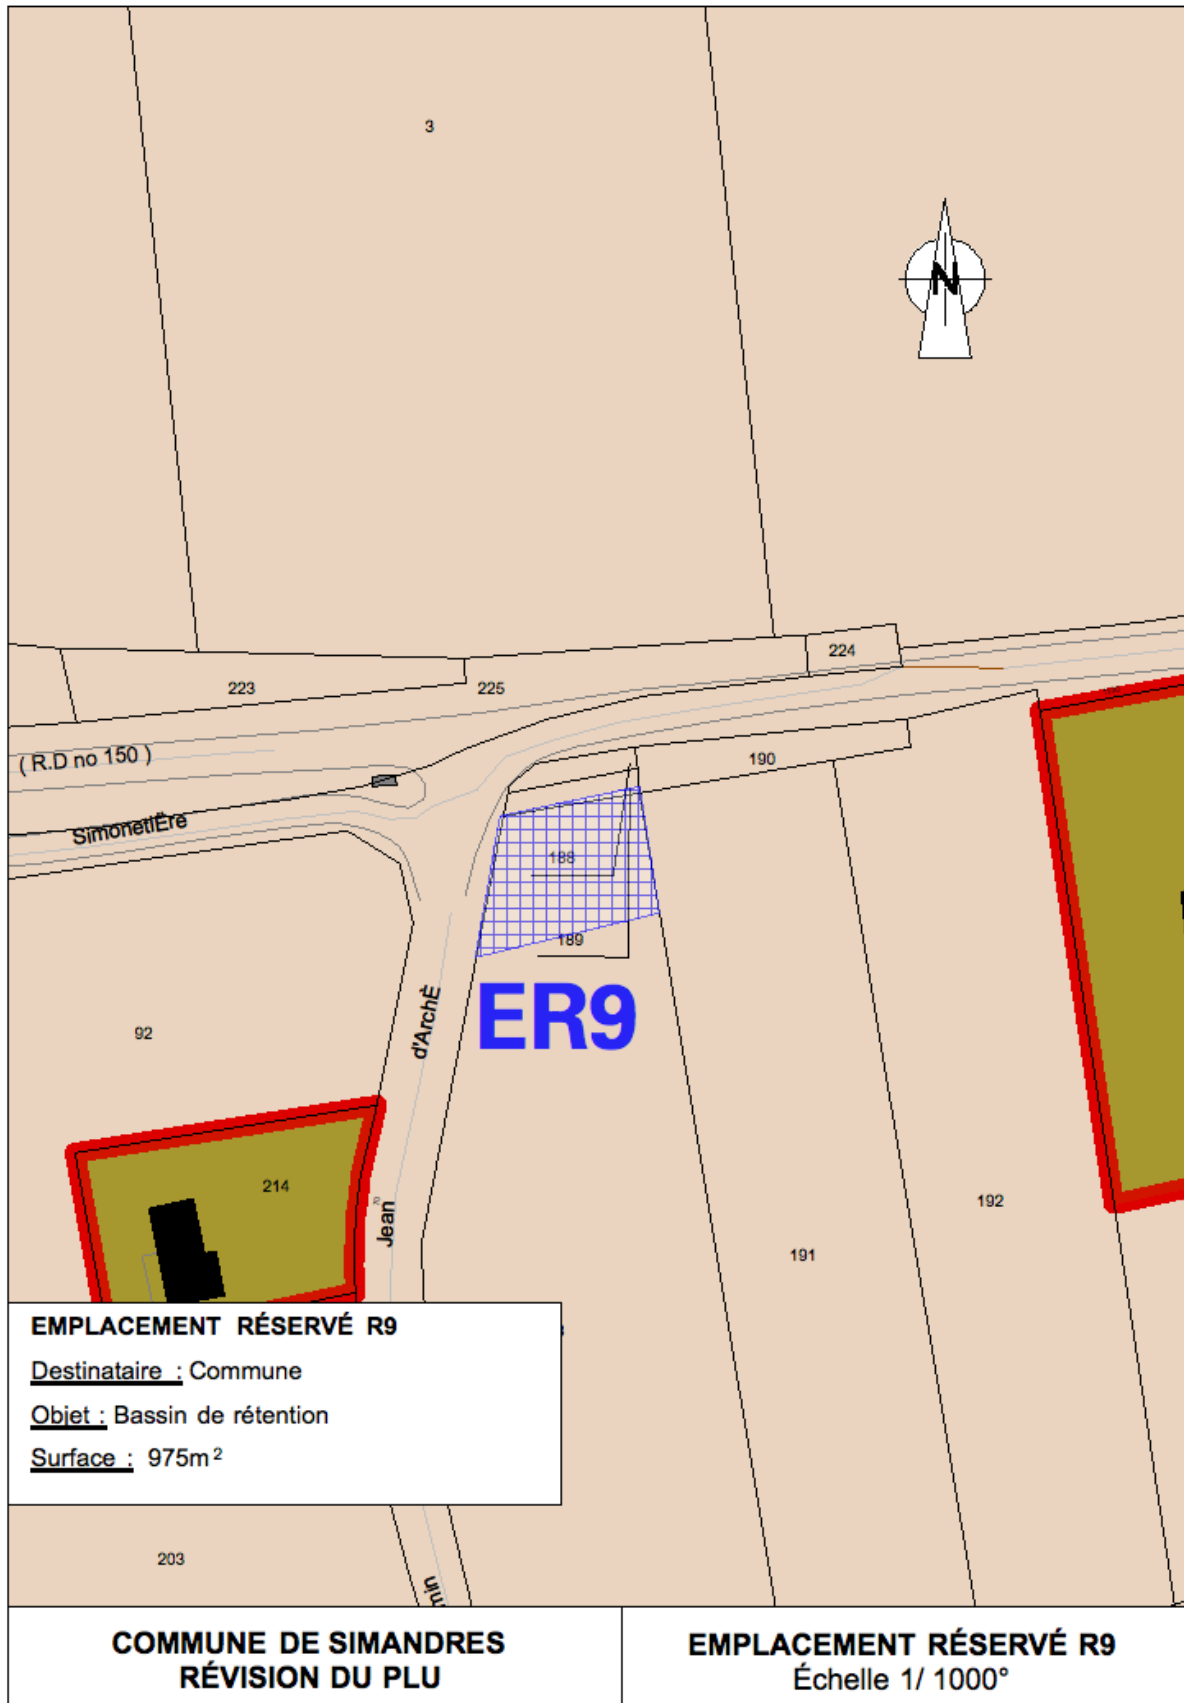 3
N
224
223
225
190
( R.D no 150 )
SimonetiÈre
188
189
ER9
d'ArchÈ
92
214
192
Jean
191
EMPLACEMENT RÉSERVÉ R9
Destinataire : Commune
Objet : Bassin de rétention
Surface : 975m²
203
min
COMMUNE DE SIMANDRES
RÉVISION DU PLU
EMPLACEMENT RÉSERVÉ R9
Échelle 1/ 1000°